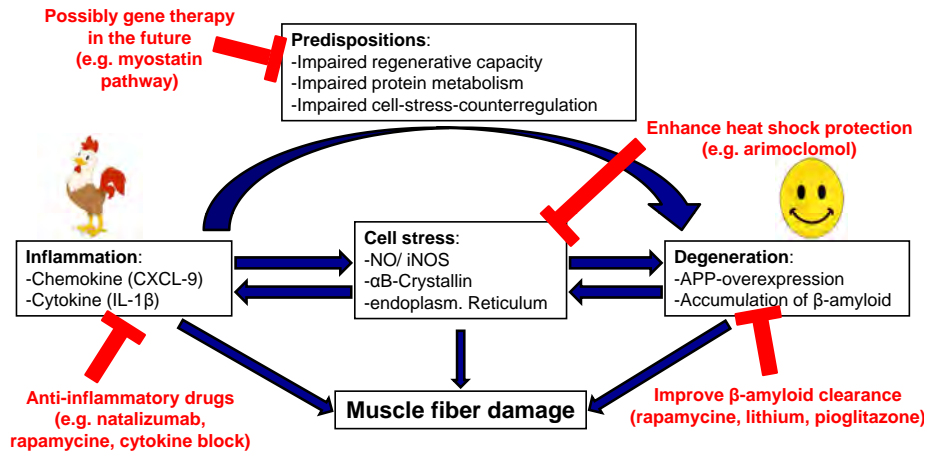 Possibly gene therapy
in the future
(e.g. myostatin
pathway)
Predispositions:
-Impaired regenerative capacity
-Impaired protein metabolism
-Impaired cell-stress-counterregulation
Enhance heat shock protection
(e.g. arimoclomol)
Inflammation:
-Chemokine (CXCL-9)
-Cytokine (IL-1β)
Cell stress:
-NO/ iNOS
-αB-Crystallin
-endoplasm. Reticulum
Degeneration:
-APP-overexpression
-Accumulation of β-amyloid
Anti-inflammatory drugs
(e.g. natalizumab,
rapamycine, cytokine block)
Muscle fiber damage
Improve β-amyloid clearance
(rapamycine, lithium, pioglitazone)